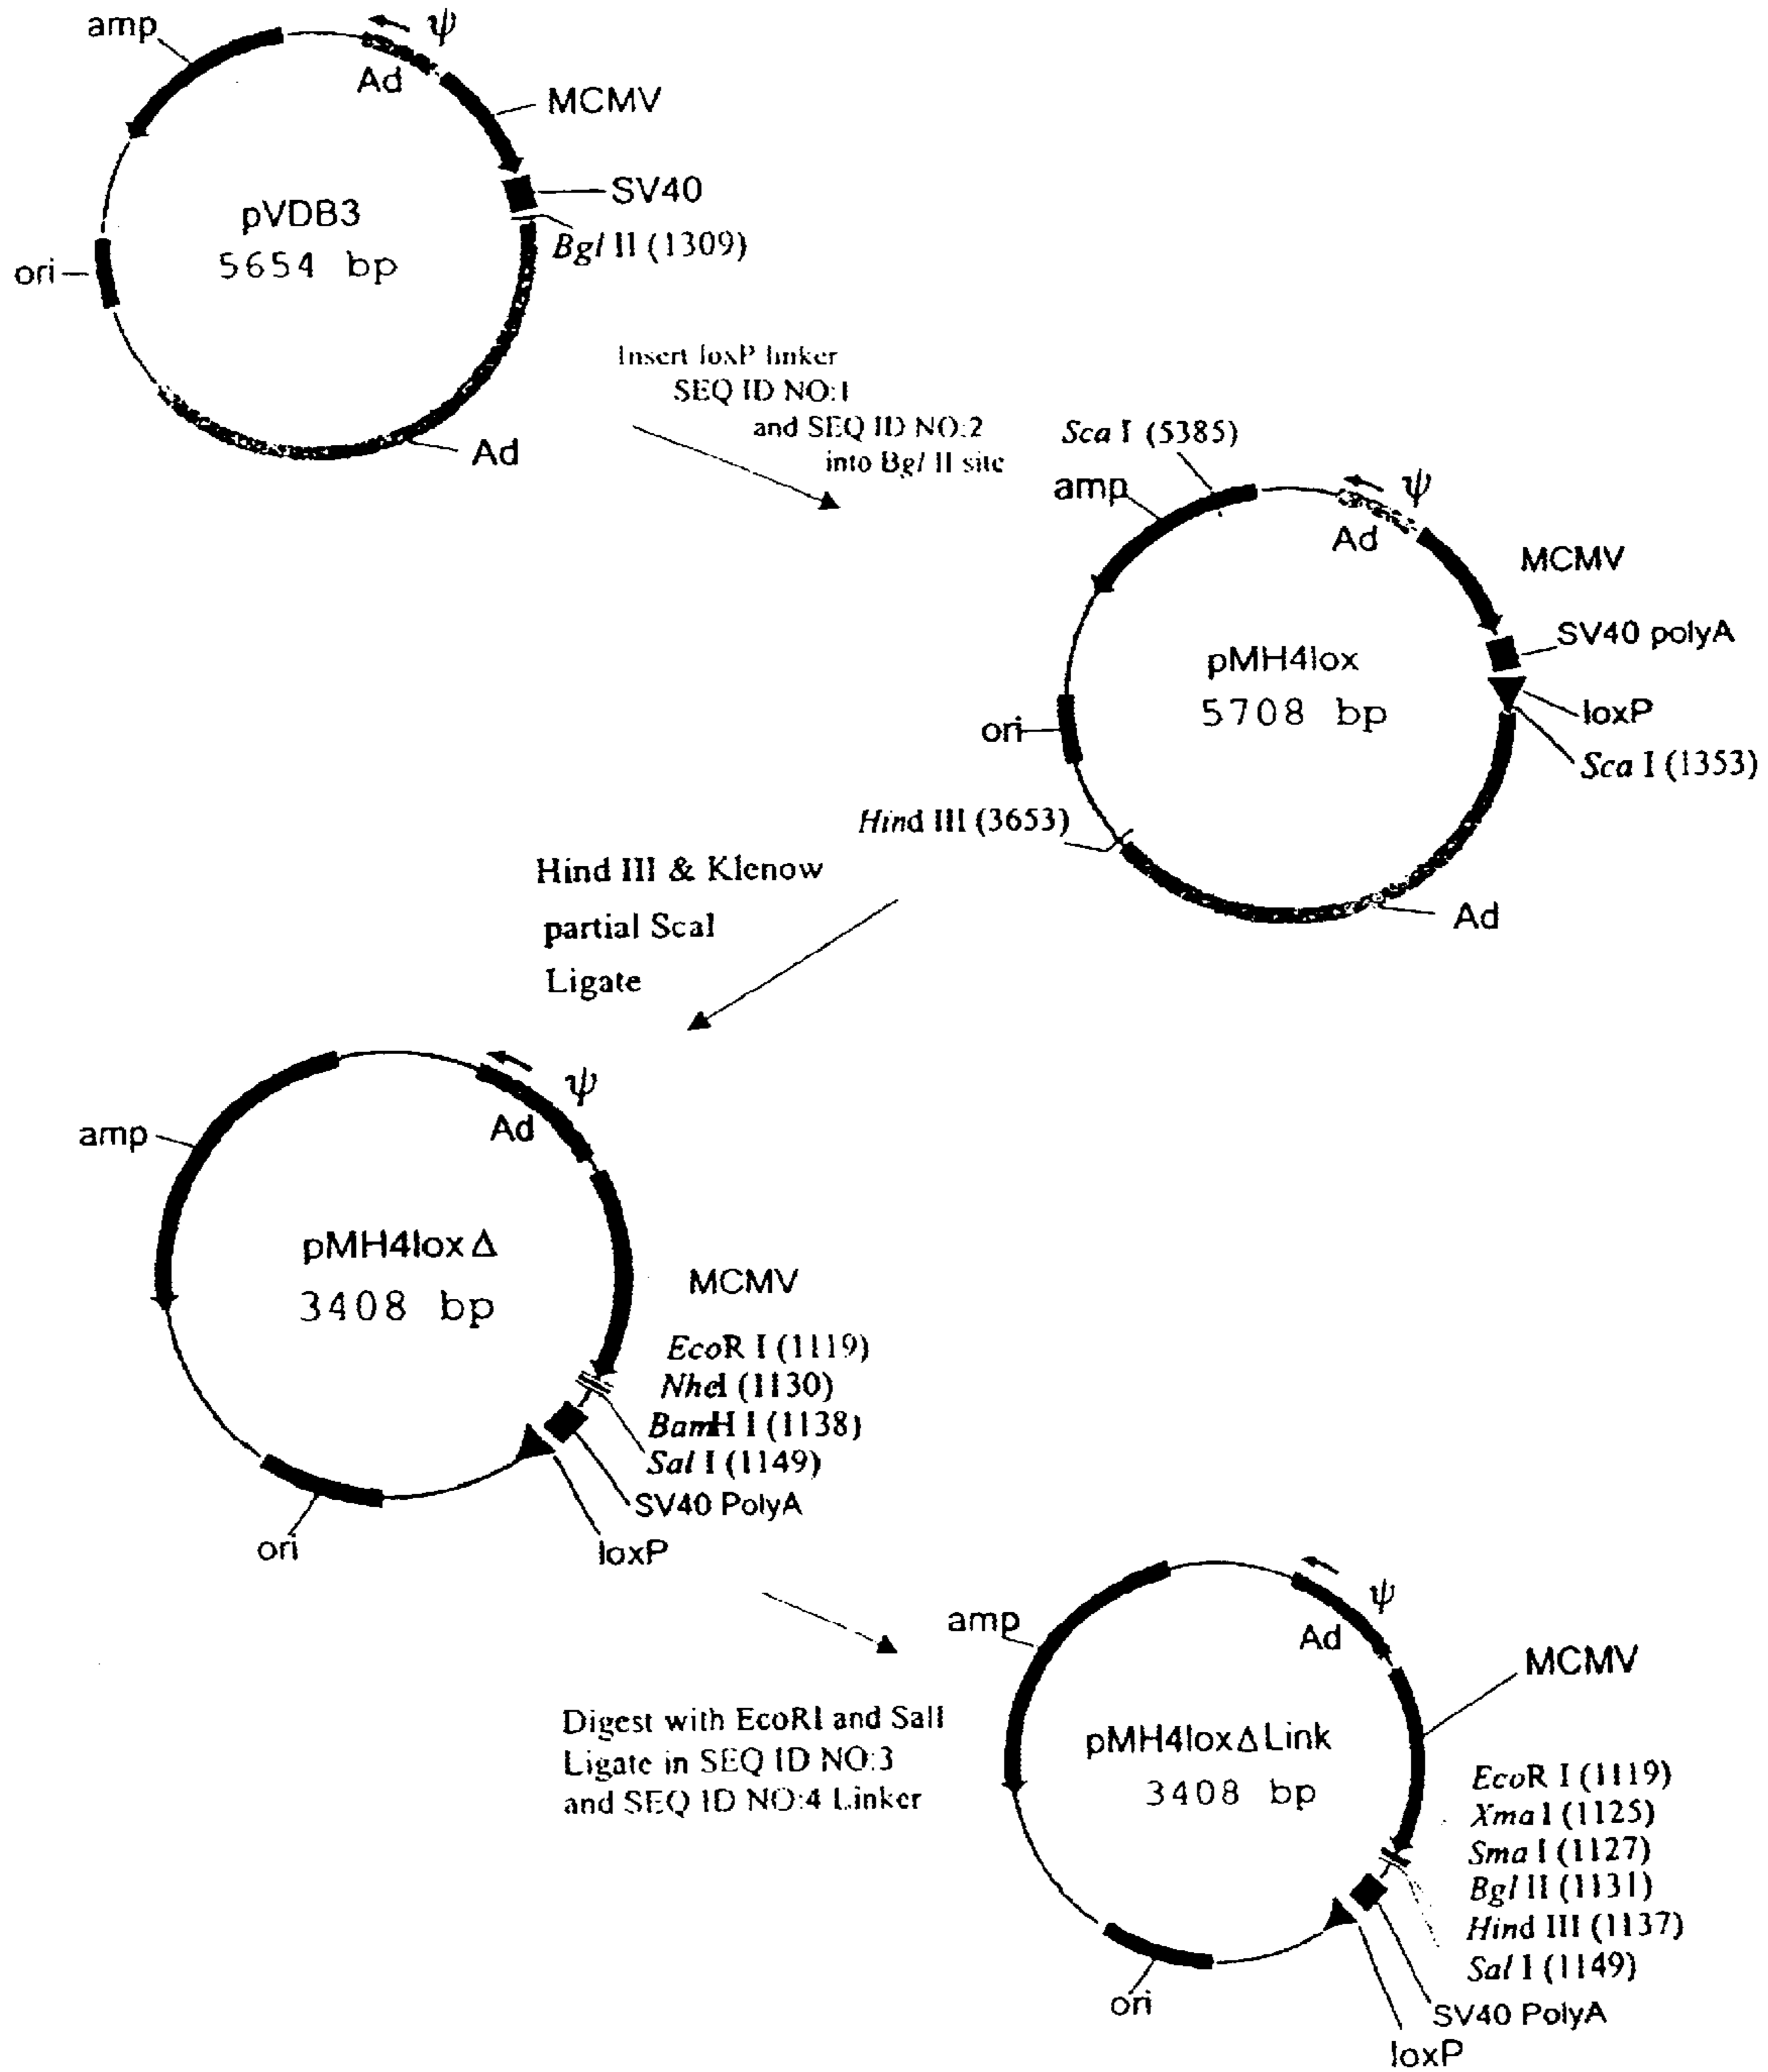 amp
ψ
Ad
MCMV
SV40
pVDB3
5654 bp
Bgl II (1309)
ori
Ad
Insert loxP linker
SEQ ID NO:1
and SEQ ID NO:2
into Bgl II site
Sca I (5385)
amp
ψ
Ad
MCMV
SV40 polyA
pMH4lox
5708 bp
loxP
ori
Sca I (1353)
Hind III (3653)
Ad
Hind III & Klenow
partial ScaI
Ligate
ψ
Ad
amp
pMH4lox Δ
3408 bp
MCMV
EcoR I (1119)
NheI (1130)
BamH I (1138)
Sal I (1149)
SV40 PolyA
loxP
ori
amp
ψ
Ad
MCMV
Digest with EcoRI and SalI
Ligate in SEQ ID NO:3
and SEQ ID NO:4 Linker
pMH4lox Δ Link
3408 bp
EcoR I (1119)
Xma I (1125)
Sma I (1127)
Bgl II (1131)
Hind III (1137)
Sal I (1149)
SV40 PolyA
loxP
ori